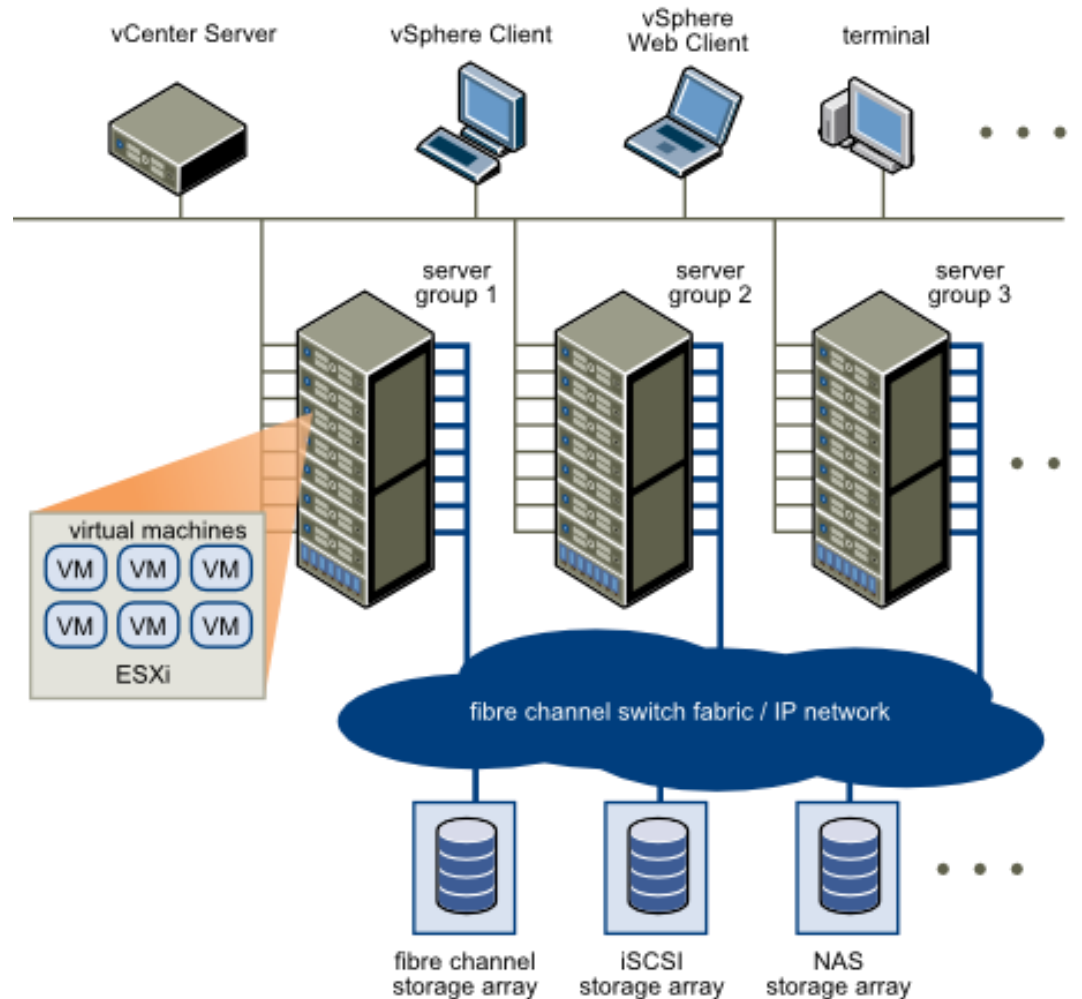 vCenter Server
vSphere Client
vSphere
Web Client
terminal
server
group 1
server
group 2
server
group 3
virtual machines
VM VM VM
VM VM VM
ESXi
fibre channel switch fabric / IP network
fibre channel
storage array
iSCSI
storage array
NAS
storage array